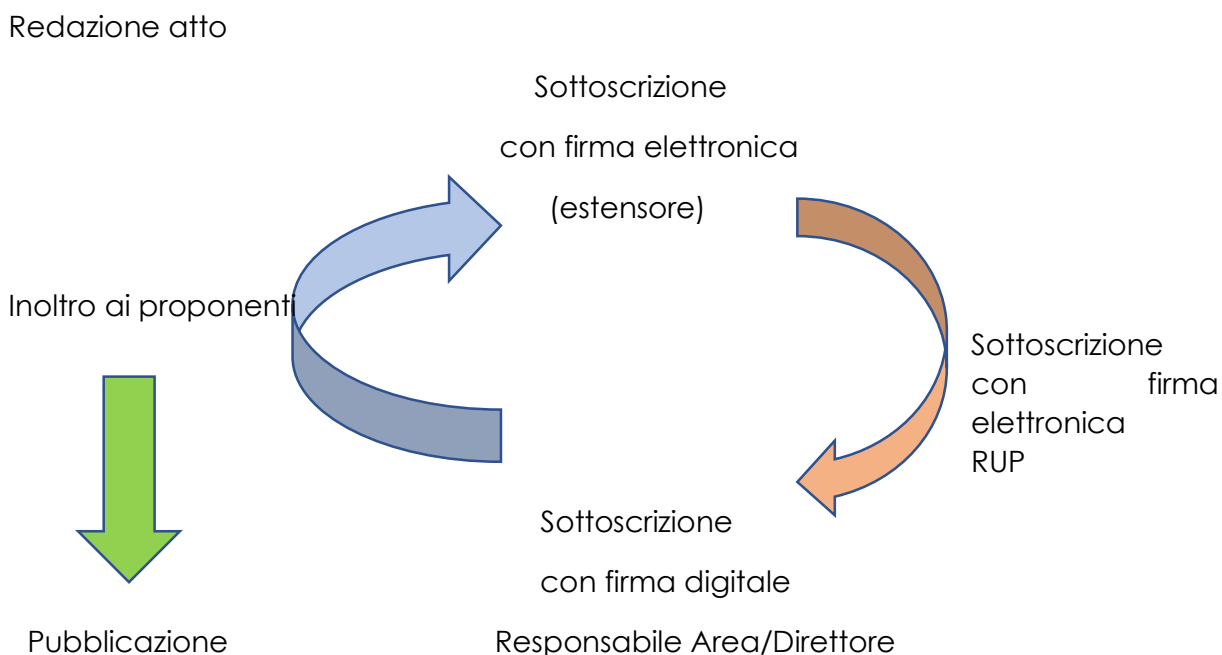 Redazione atto
Sottoscrizione
con firma elettronica
(estensore)
Inoltro ai proponenti
Sottoscrizione
con firma
elettronica
RUP
Sottoscrizione
con firma digitale
Pubblicazione
Responsabile Area/Direttore